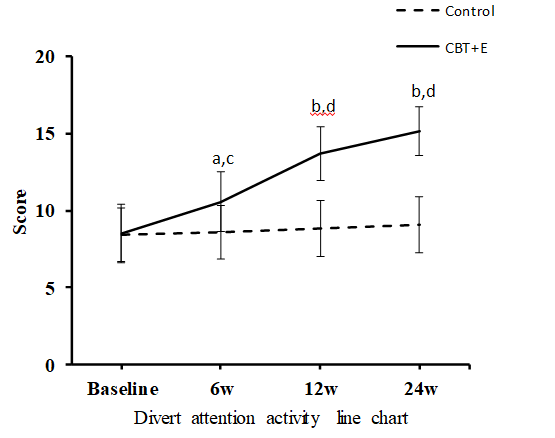 Control
CBT+E
20
b,d
b,d
15
a,c
10
Score
5
0
Baseline 6w 12w 24w
Divert attention activity line chart